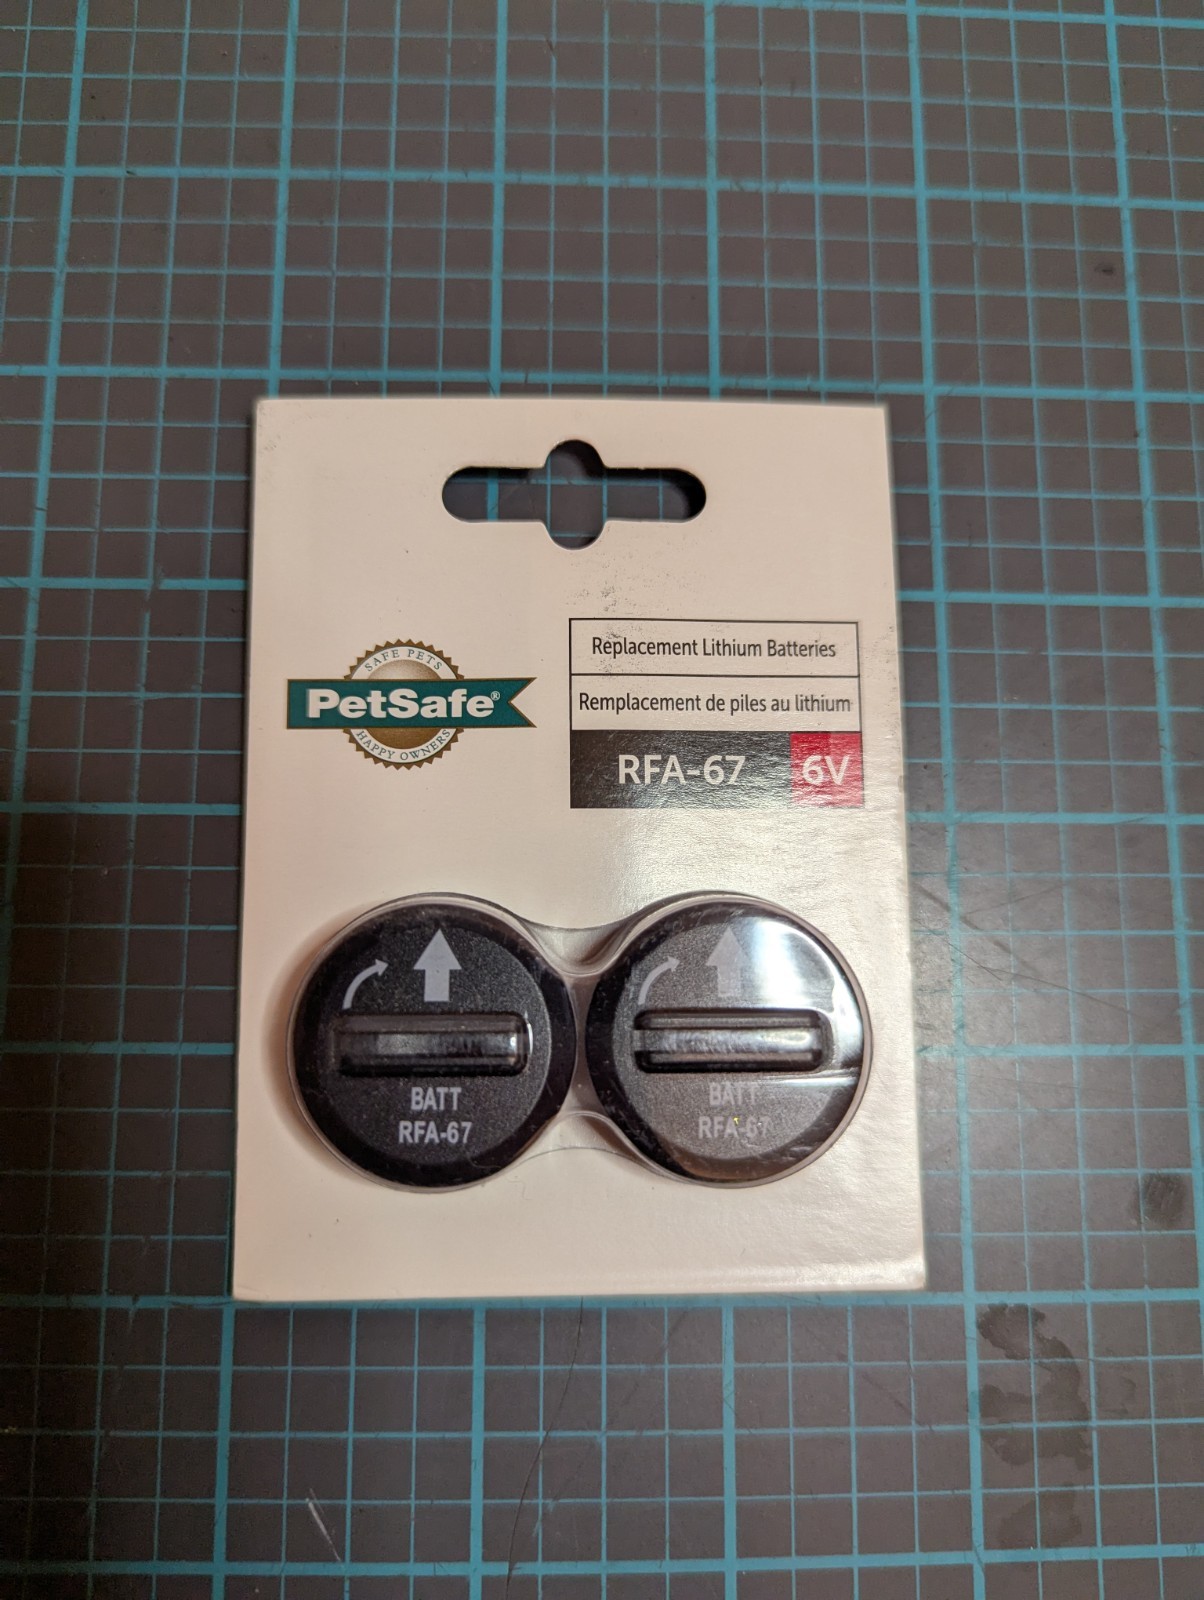 SAFE PETS
PetSafe®
HAPPY OWNERS
Replacement Lithium Batteries
Remplacement de piles au lithium
RFA-67 6V
BATT
RFA-67
BATT
RFA-67